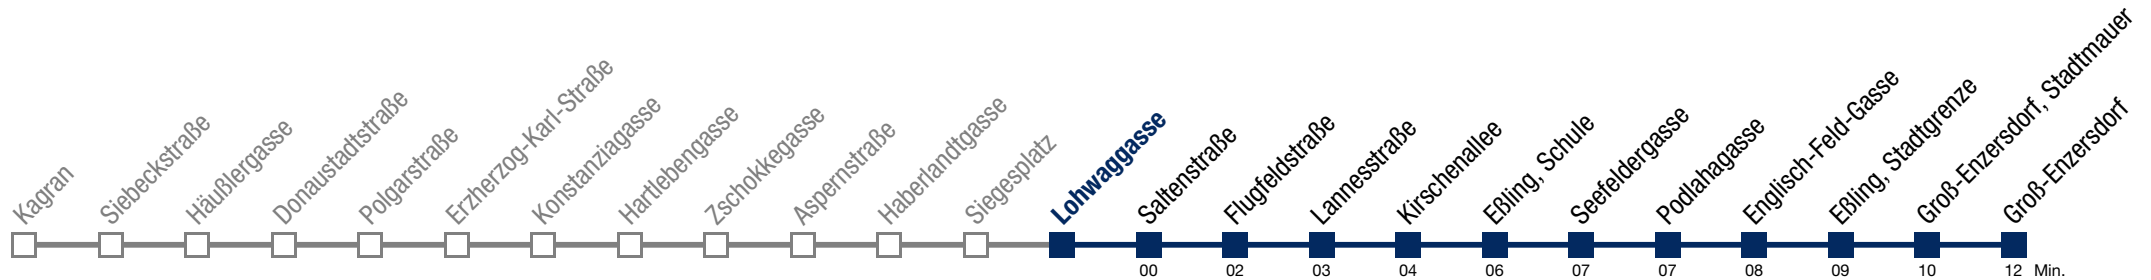 Kagran
Siebeckstraße
Häußlergasse
Donaustadtstraße
Polgarstraße
Erzherzog-Karl-Straße
Konstanziagasse
Hartlebengasse
Zschokkegasse
Aspernstraße
Haberlandtgasse
Siegesplatz
Lohwaggasse
Saltenstraße
Flugfeldstraße
Lannesstraße
Kirschenallee
Eßling, Schule
Seefeldergasse
Podlahagasse
Englisch-Feld-Gasse
Eßling, Stadtgrenze
Groß-Enzersdorf, Stadtmauer
Groß-Enzersdorf
00 02 03 04 06 07 07 08 09 10 12 Min.